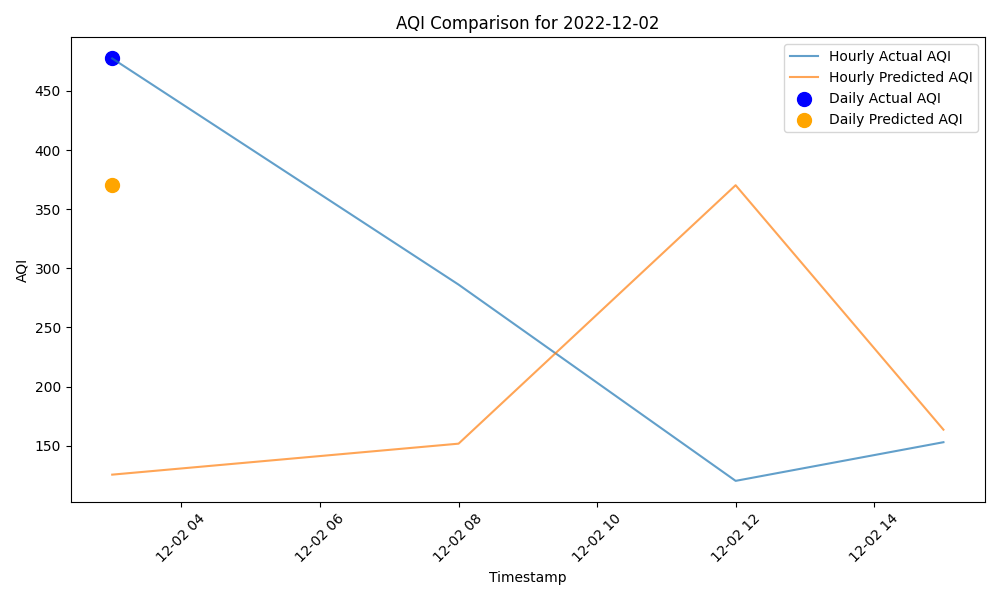 AQI Comparison for 2022-12-02
Hourly Actual AQI
Hourly Predicted AQI
Daily Actual AQI
Daily Predicted AQI
AQI
450
400
350
300
250
200
150
12-02 04
12-02 06
12-02 08
12-02 10
12-02 12
12-02 14
Timestamp